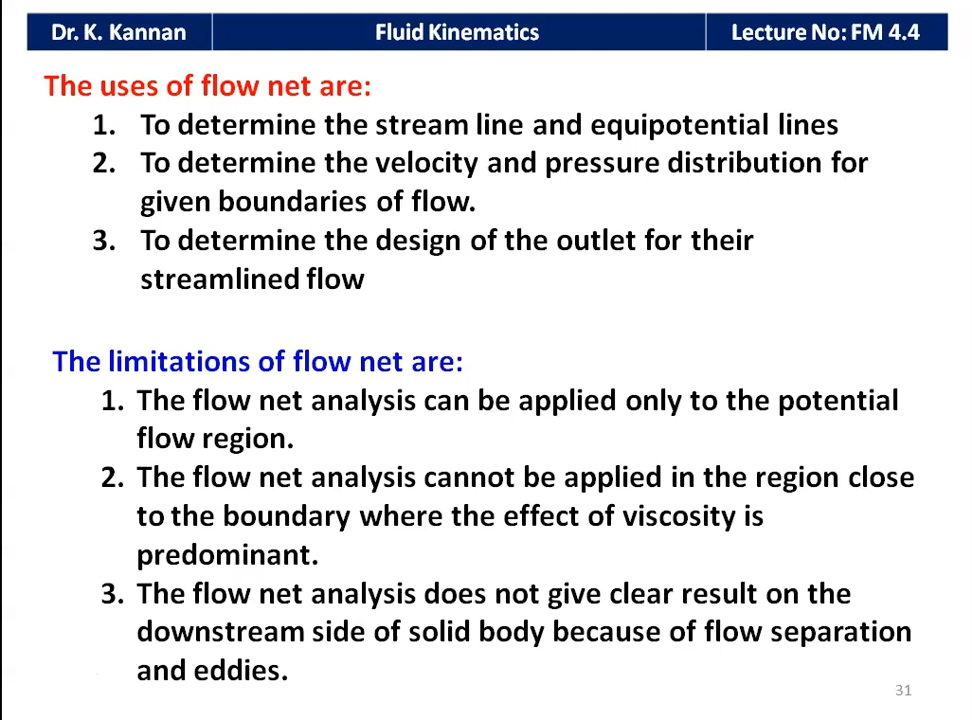 Dr. K. Kannan Fluid Kinematics Lecture No: FM 4.4
The uses of flow net are:
1. To determine the stream line and equipotential lines
2. To determine the velocity and pressure distribution for
given boundaries of flow.
3. To determine the design of the outlet for their
streamlined flow
The limitations of flow net are:
1. The flow net analysis can be applied only to the potential
flow region.
2. The flow net analysis cannot be applied in the region close
to the boundary where the effect of viscosity is
predominant.
3. The flow net analysis does not give clear result on the
downstream side of solid body because of flow separation
and eddies.
31